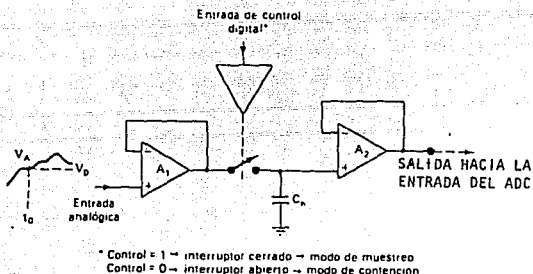 Entrada de control
digital*
V_A
V_D
t_0
Entrada
analógica
−
+
A_1
C_h
−
+
A_2
SALIDA HACIA LA
ENTRADA DEL ADC
* Control = 1 → interruptor cerrado → modo de muestreo
Control = 0 → interruptor abierto → modo de contención